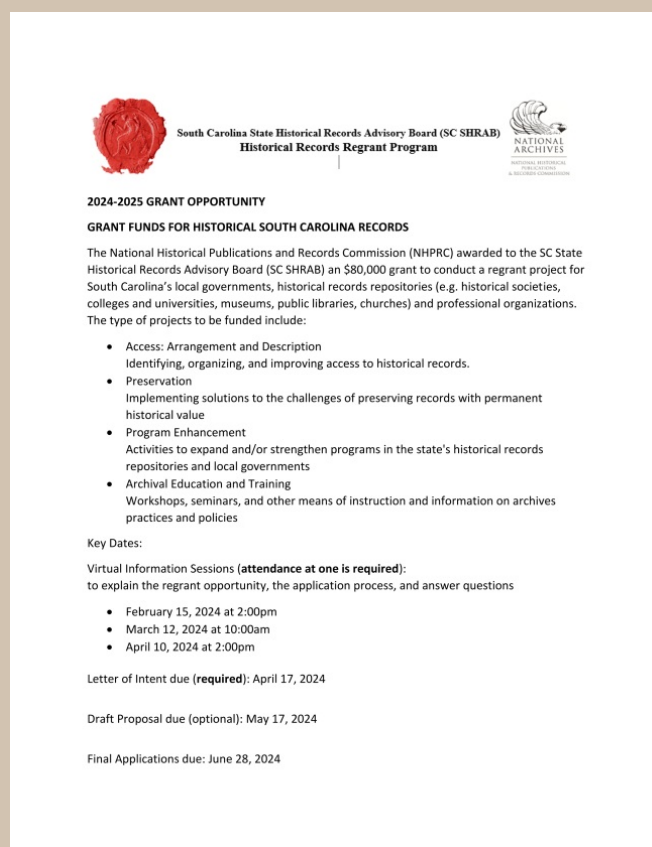 South Carolina State Historical Records Advisory Board (SC SHRAB)
Historical Records Regrant Program
NATIONAL
ARCHIVES
NATIONAL HISTORICAL
PUBLICATIONS
& RECORDS COMMISSION
2024-2025 GRANT OPPORTUNITY
GRANT FUNDS FOR HISTORICAL SOUTH CAROLINA RECORDS
The National Historical Publications and Records Commission (NHPRC) awarded to the SC State
Historical Records Advisory Board (SC SHRAB) an $80,000 grant to conduct a regrant project for
South Carolina's local governments, historical records repositories (e.g. historical societies,
colleges and universities, museums, public libraries, churches) and professional organizations.
The type of projects to be funded include:
• Access: Arrangement and Description
Identifying, organizing, and improving access to historical records.
• Preservation
Implementing solutions to the challenges of preserving records with permanent
historical value
• Program Enhancement
Activities to expand and/or strengthen programs in the state's historical records
repositories and local governments
• Archival Education and Training
Workshops, seminars, and other means of instruction and information on archives
practices and policies
Key Dates:
Virtual Information Sessions (attendance at one is required):
to explain the regrant opportunity, the application process, and answer questions
• February 15, 2024 at 2:00pm
• March 12, 2024 at 10:00am
• April 10, 2024 at 2:00pm
Letter of Intent due (required): April 17, 2024
Draft Proposal due (optional): May 17, 2024
Final Applications due: June 28, 2024